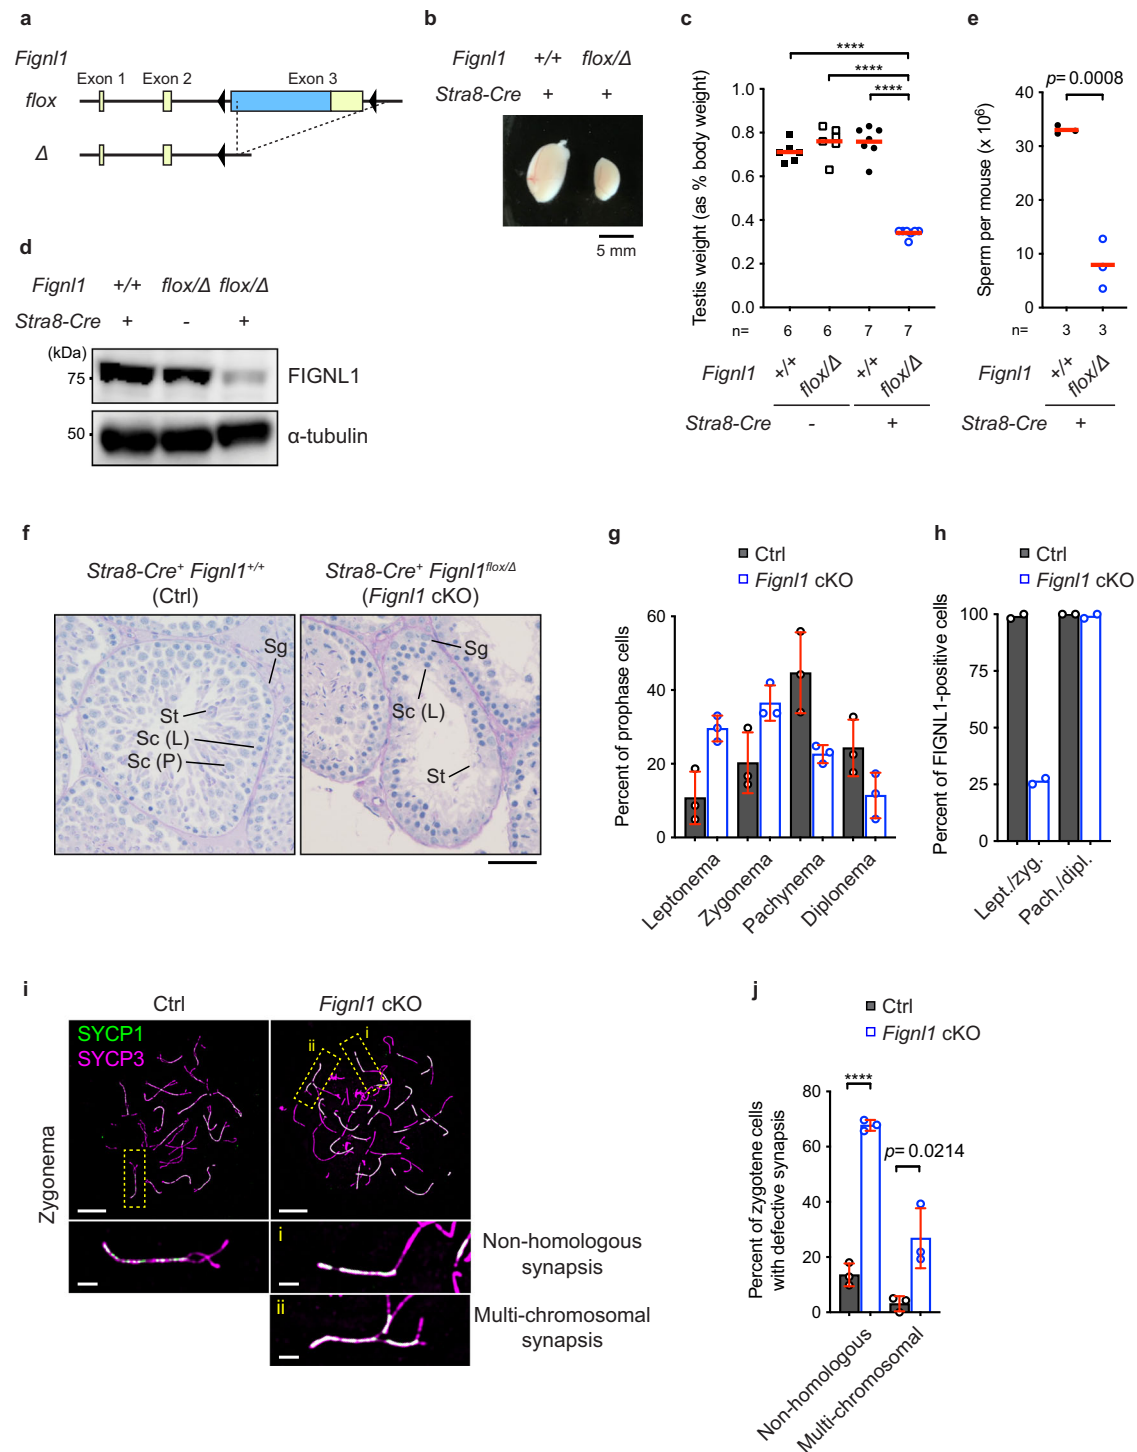 a
Fignl1
Exon 1 Exon 2 Exon 3
flox
Δ
b
Fignl1 +/+ flox/Δ
Stra8-Cre + +
5 mm
c
Testis weight (as % body weight)
**** 
****
****
1.0
0.8
0.6
0.4
0.2
0.0
n= 6 6 7 7
Fignl1 +/+ flox/Δ +/+ flox/Δ
Stra8-Cre - +
d
Fignl1 +/+ flox/Δ flox/Δ
Stra8-Cre + - +
(kDa)
75 FIGNL1
50 α-tubulin
e
p= 0.0008
Sperm per mouse (x 10⁶)
40
30
20
10
0
n= 3 3
Fignl1 +/+ flox/Δ
Stra8-Cre +
f
Stra8-Cre⁺ Fignl1⁺/⁺
(Ctrl)
Stra8-Cre⁺ Fignl1flox/Δ
(Fignl1 cKO)
Sg
St
Sc (L)
Sc (P)
Sg
Sc (L)
St
g
Ctrl
Fignl1 cKO
Percent of prophase cells
60
40
20
0
Leptonema
Zygonema
Pachynema
Diplonema
h
Ctrl
Fignl1 cKO
Percent of FIGNL1-positive cells
100
75
50
25
0
Lept./zyg.
Pach./dipl.
i
Ctrl Fignl1 cKO
SYCP1
SYCP3
Zygonema
i
ii
i
Non-homologous
synapsis
ii
Multi-chromosomal
synapsis
j
Ctrl
Fignl1 cKO
Percent of zygotene cells
with defective synapsis
80
60
40
20
0
****
p= 0.0214
Non-homologous
Multi-chromosomal